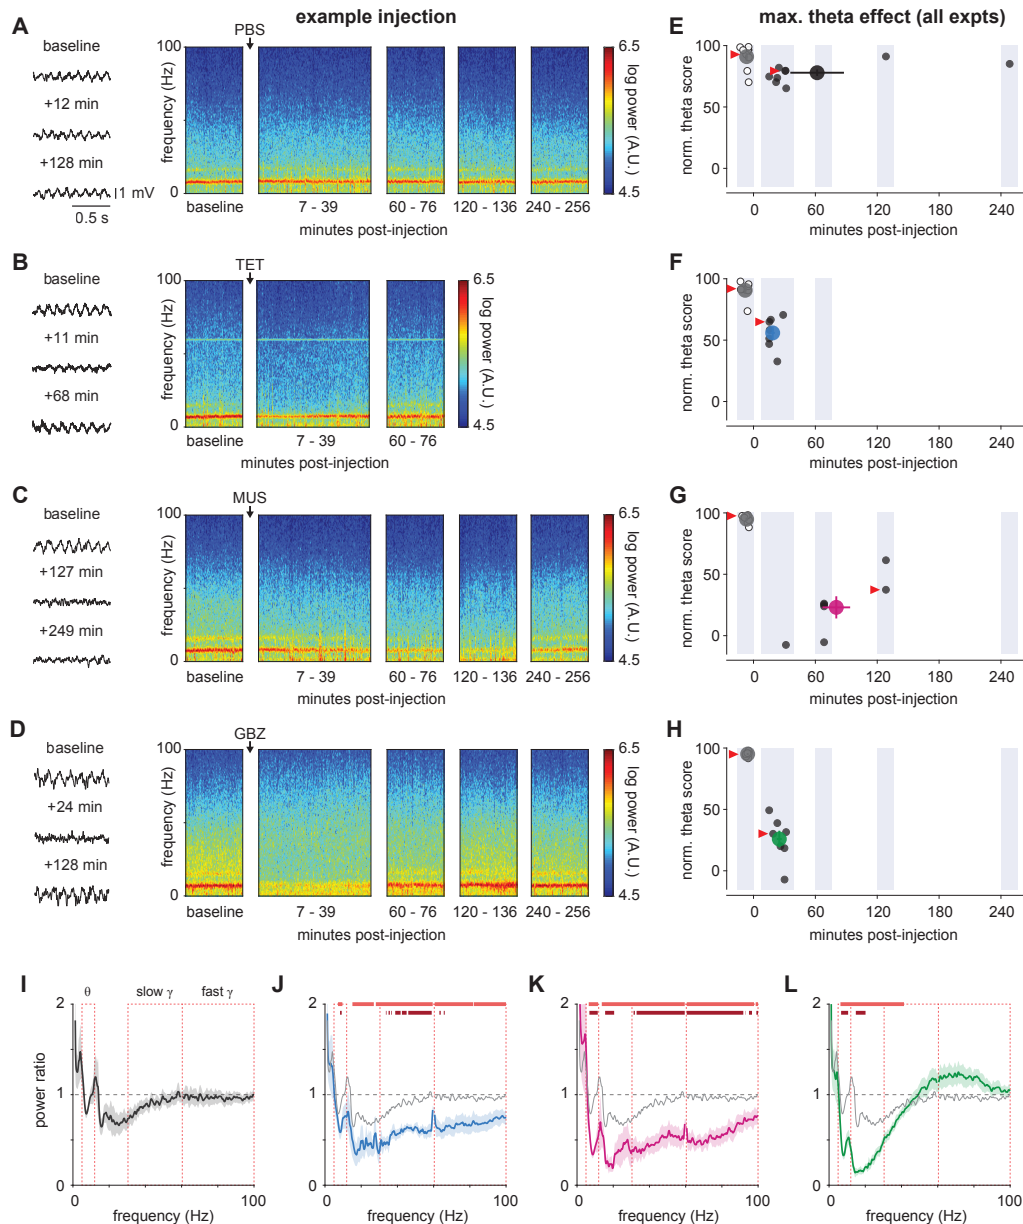 example injection
max. theta effect (all expts)
A
baseline
+12 min
+128 min
1 mV
0.5 s
PBS
frequency (Hz)
100
0
baseline
7 - 39
60 - 76
120 - 136
240 - 256
minutes post-injection
6.5
log power (A.U.)
4.5
E
norm. theta score
100
50
0
0
60
120
180
240
minutes post-injection
B
baseline
+11 min
+68 min
TET
frequency (Hz)
100
0
baseline
7 - 39
60 - 76
minutes post-injection
6.5
log power (A.U.)
4.5
F
norm. theta score
100
50
0
0
60
120
180
240
minutes post-injection
C
baseline
+127 min
+249 min
MUS
frequency (Hz)
100
0
baseline
7 - 39
60 - 76
120 - 136
240 - 256
minutes post-injection
6.5
log power (A.U.)
4.5
G
norm. theta score
100
50
0
0
60
120
180
240
minutes post-injection
D
baseline
+24 min
+128 min
GBZ
frequency (Hz)
100
0
baseline
7 - 39
60 - 76
120 - 136
240 - 256
minutes post-injection
6.5
log power (A.U.)
4.5
H
norm. theta score
100
50
0
0
60
120
180
240
minutes post-injection
I
θ
slow γ
fast γ
power ratio
2
1
0
0
100
frequency (Hz)
J
2
1
0
0
100
frequency (Hz)
K
2
1
0
0
100
frequency (Hz)
L
2
1
0
0
100
frequency (Hz)